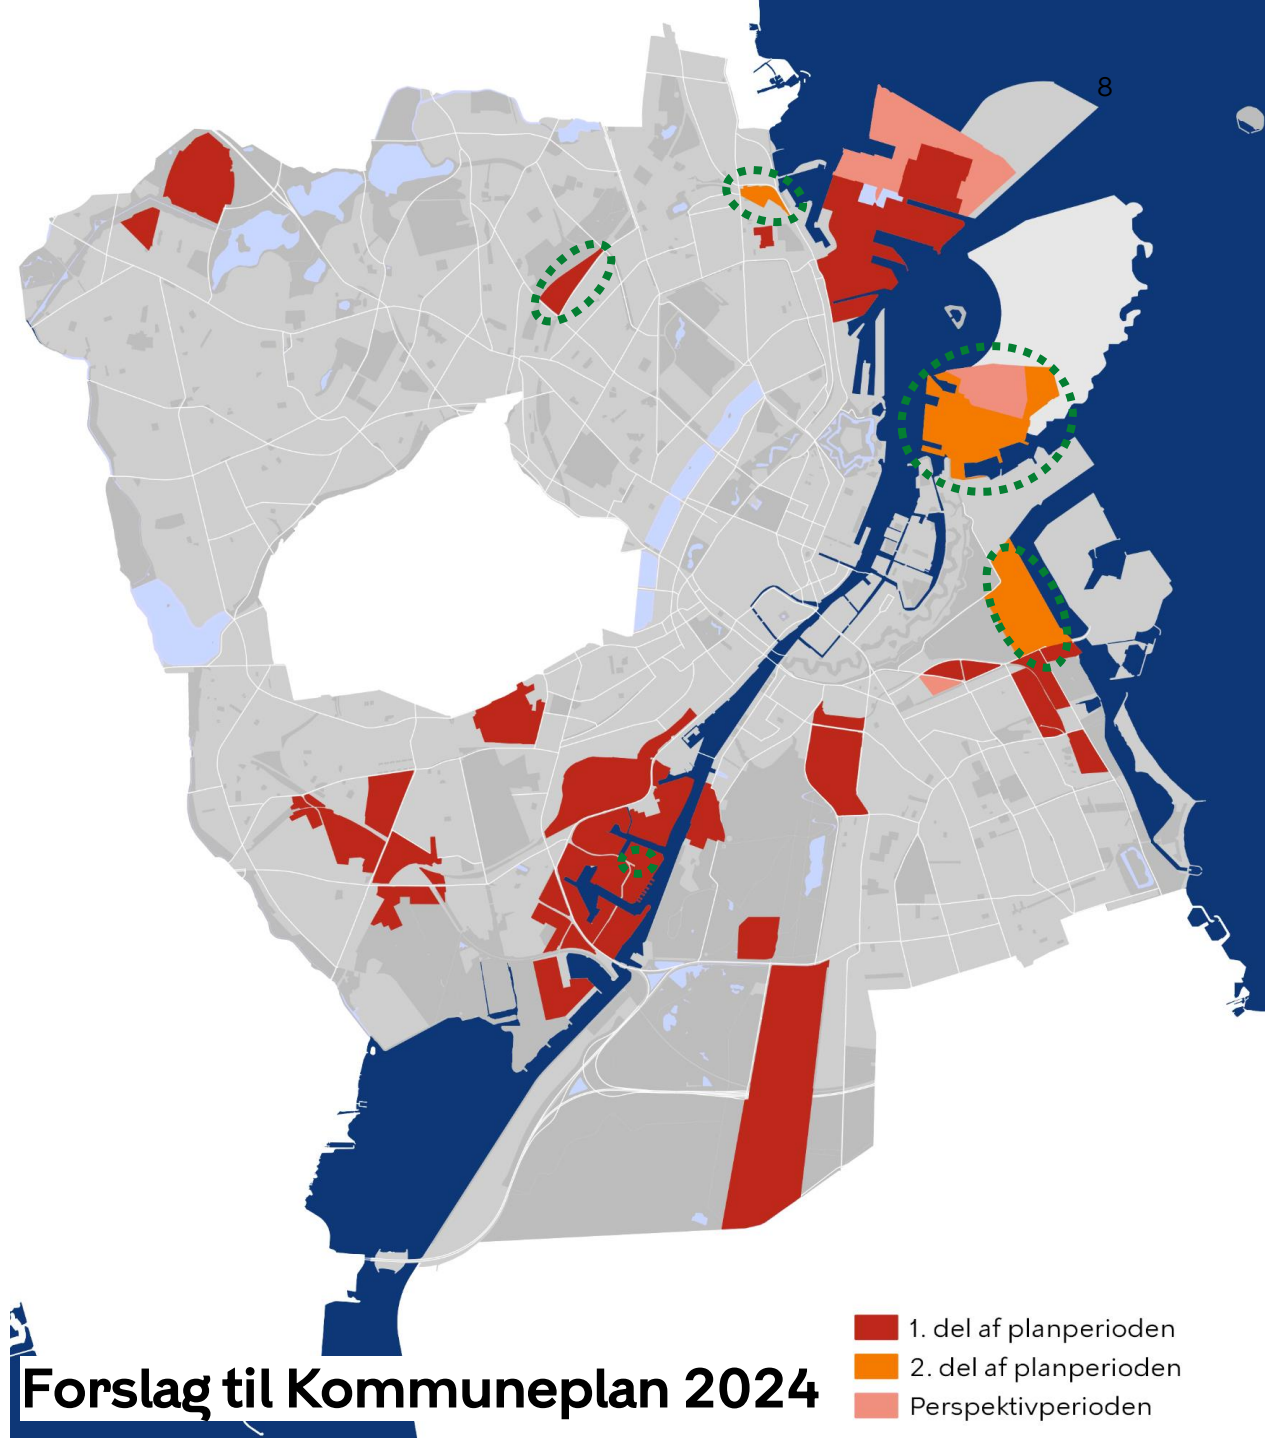 8
1. del af planperioden
2. del af planperioden
Perspektivperioden
Forslag til Kommuneplan 2024